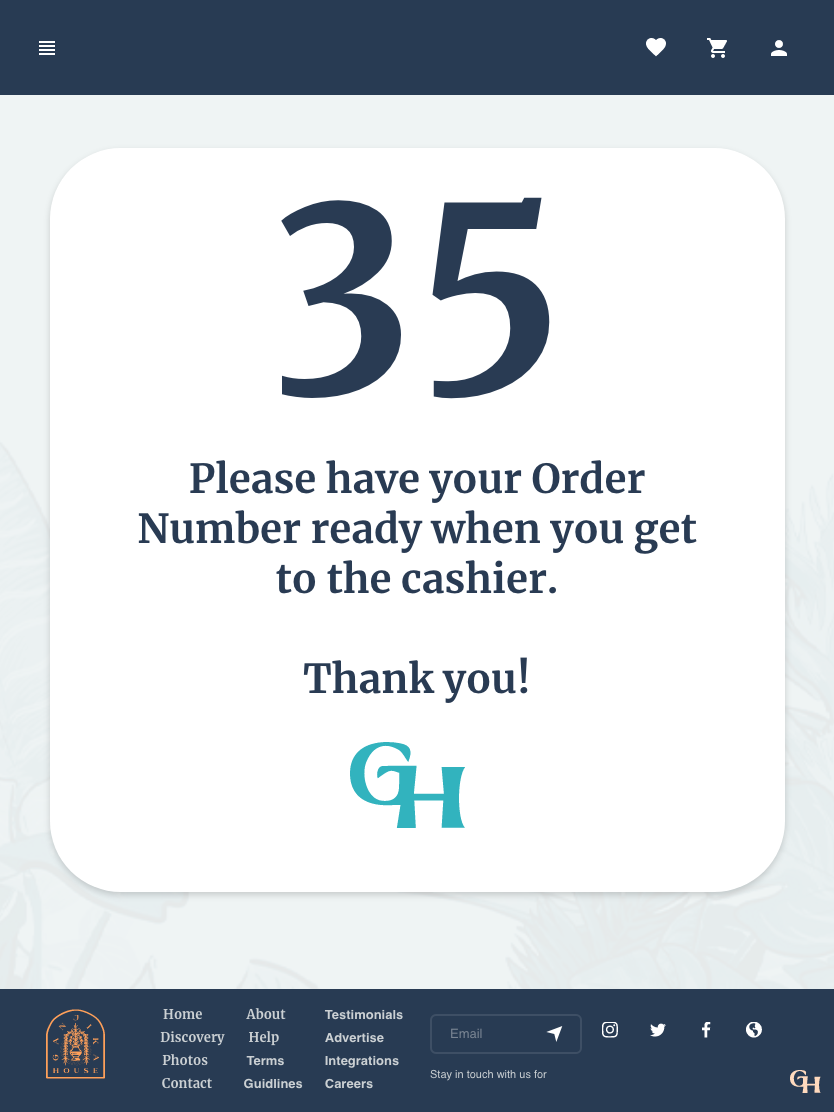 35
Please have your Order
Number ready when you get
to the cashier.
Thank you!
GH
Home
Discovery
Photos
Contact
About
Help
Terms
Guidlines
Testimonials
Advertise
Integrations
Careers
Email
Stay in touch with us for
HOUSE
GH